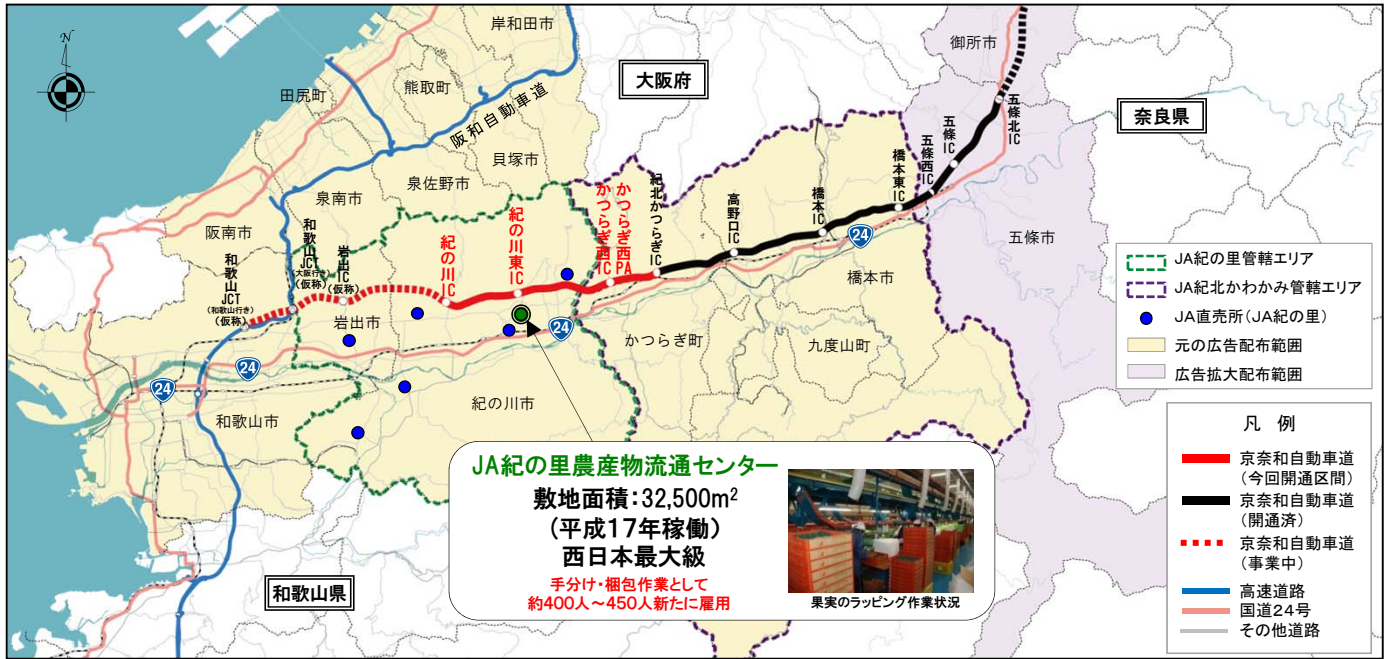 N
岸和田市
御所市
大阪府
奈良県
熊取町
田尻町
阪和自動車道
貝塚市
泉佐野市
泉南市
阪南市
五條北IC
五條IC
五條西IC
橋本東IC
橋本IC
高野口IC
紀北かつらぎIC
かつらぎ西PA
かつらぎ西IC
紀の川東IC
紀の川IC
岩出IC
(仮称)
和歌山JCT
(大阪行き)
(仮称)
和歌山JCT
(和歌山行き)
(仮称)
24
24
24
24
五條市
橋本市
岩出市
かつらぎ町
九度山町
紀の川市
和歌山市
和歌山県
JA紀の里管轄エリア
JA紀北かわかみ管轄エリア
JA直売所(JA紀の里)
元の広告配布範囲
広告拡大配布範囲
凡 例
京奈和自動車道
(今回開通区間)
京奈和自動車道
(開通済)
京奈和自動車道
(事業中)
高速道路
国道24号
その他道路
JA紀の里農産物流通センター
敷地面積:32,500m²
(平成17年稼働)
西日本最大級
手分け・梱包作業として
約400人~450人新たに雇用
果実のラッピング作業状況